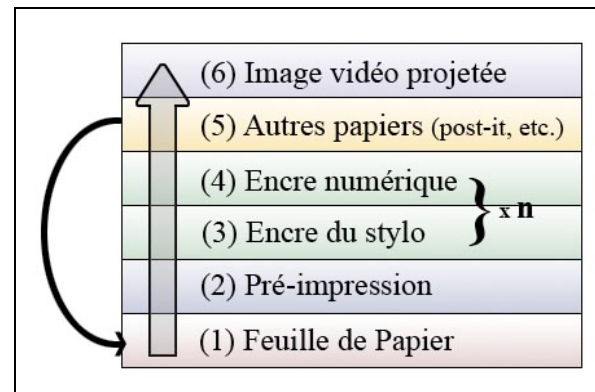 (6) Image vidéo projetée
(5) Autres papiers (post-it, etc.)
(4) Encre numérique
x n
(3) Encre du stylo
(2) Pré-impression
(1) Feuille de Papier